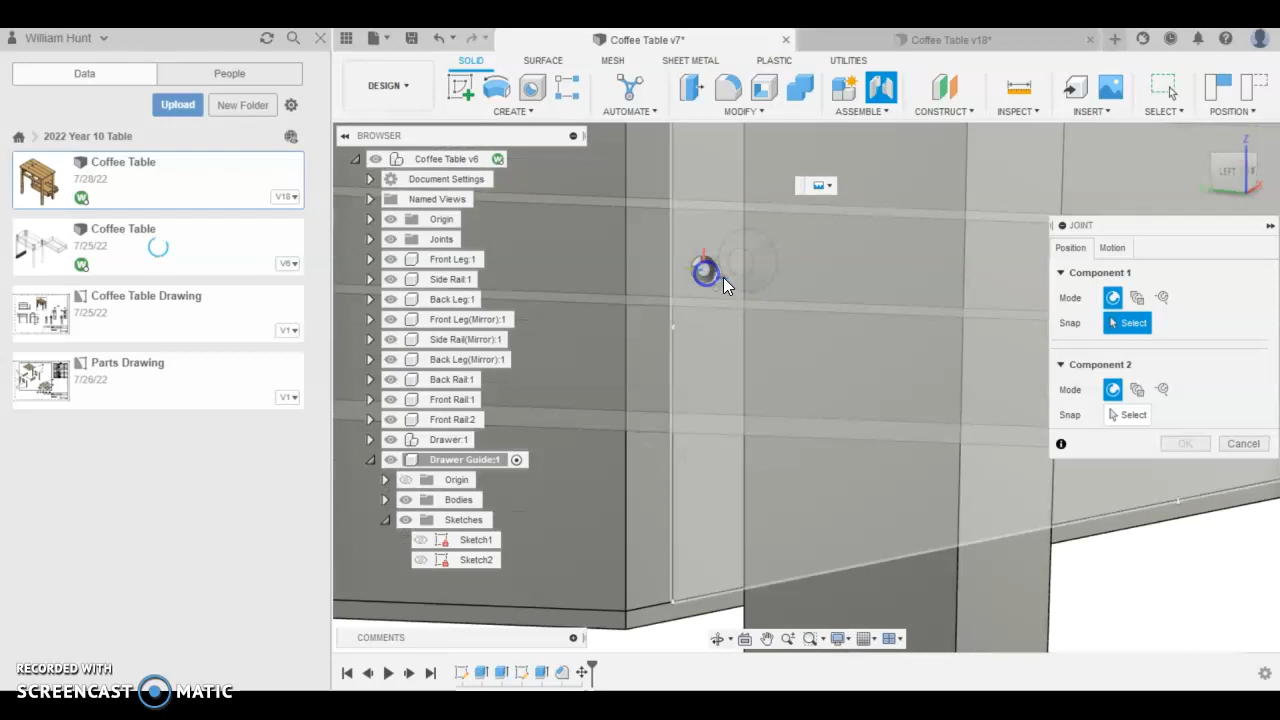 William Hunt
Data
People
Upload
New Folder
2022 Year 10 Table
Coffee Table
7/28/22
V18
Coffee Table
7/25/22
V6
Coffee Table Drawing
7/25/22
V1
Parts Drawing
7/26/22
V1
Coffee Table v7*
Coffee Table v18*
SOLID
SURFACE
MESH
SHEET METAL
PLASTIC
UTILITIES
DESIGN
CREATE
AUTOMATE
MODIFY
ASSEMBLE
CONSTRUCT
INSPECT
INSERT
SELECT
POSITION
BROWSER
Coffee Table v6
Document Settings
Named Views
Origin
Joints
Front Leg:1
Side Rail:1
Back Leg:1
Front Leg(Mirror):1
Side Rail(Mirror):1
Back Leg(Mirror):1
Back Rail:1
Front Rail:1
Front Rail:2
Drawer:1
Drawer Guide:1
Origin
Bodies
Sketches
Sketch1
Sketch2
Z
LEFT
JOINT
Position
Motion
Component 1
Mode
Snap
Select
Component 2
Mode
Snap
Select
OK
Cancel
COMMENTS
RECORDED WITH
SCREENCAST MATIC